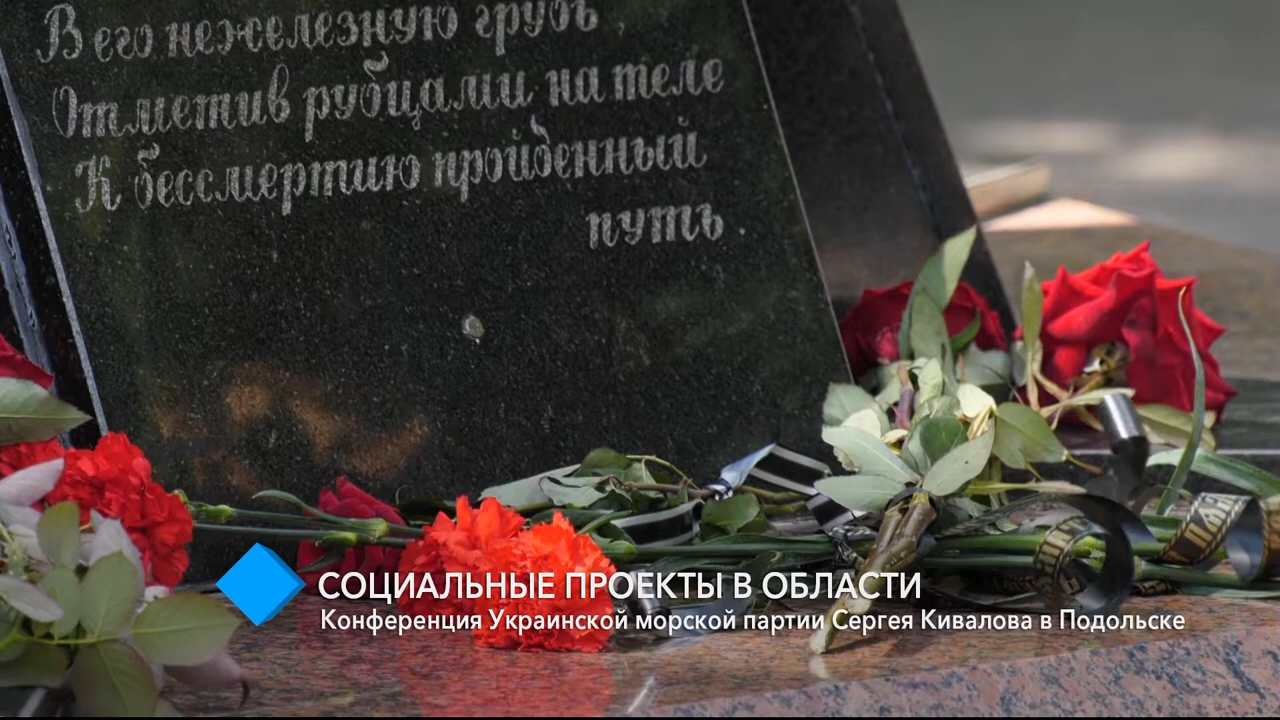 В его нежелезную грудь,
Отметив рубцами на теле
К бессмертию пройденный
путь.
СОЦИАЛЬНЫЕ ПРОЕКТЫ В ОБЛАСТИ
Конференция Украинской морской партии Сергея Кивалова в Подольске